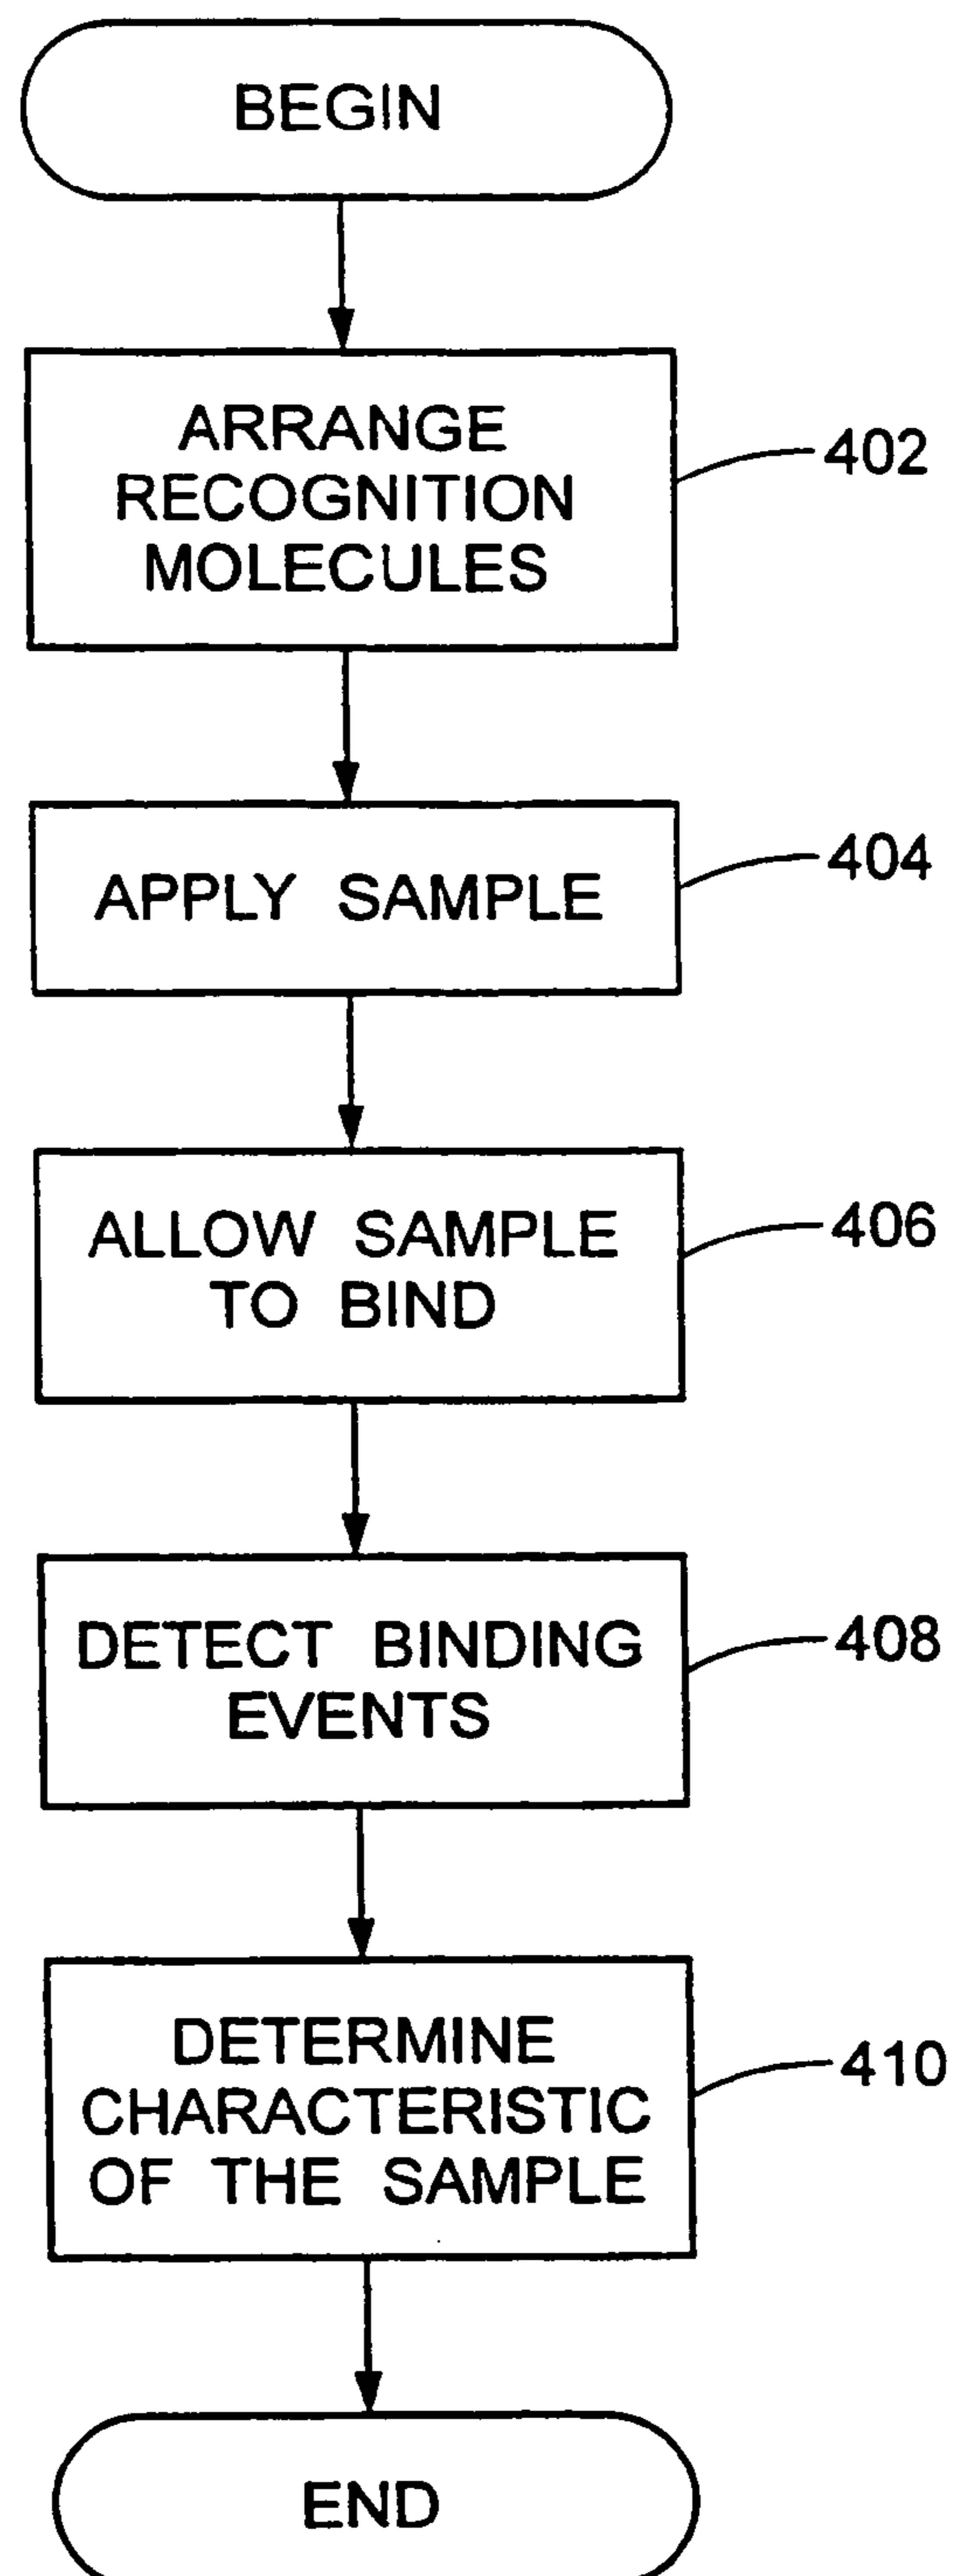 BEGIN
ARRANGE
RECOGNITION
MOLECULES
402
APPLY SAMPLE
404
ALLOW SAMPLE
TO BIND
406
DETECT BINDING
EVENTS
408
DETERMINE
CHARACTERISTIC
OF THE SAMPLE
410
END